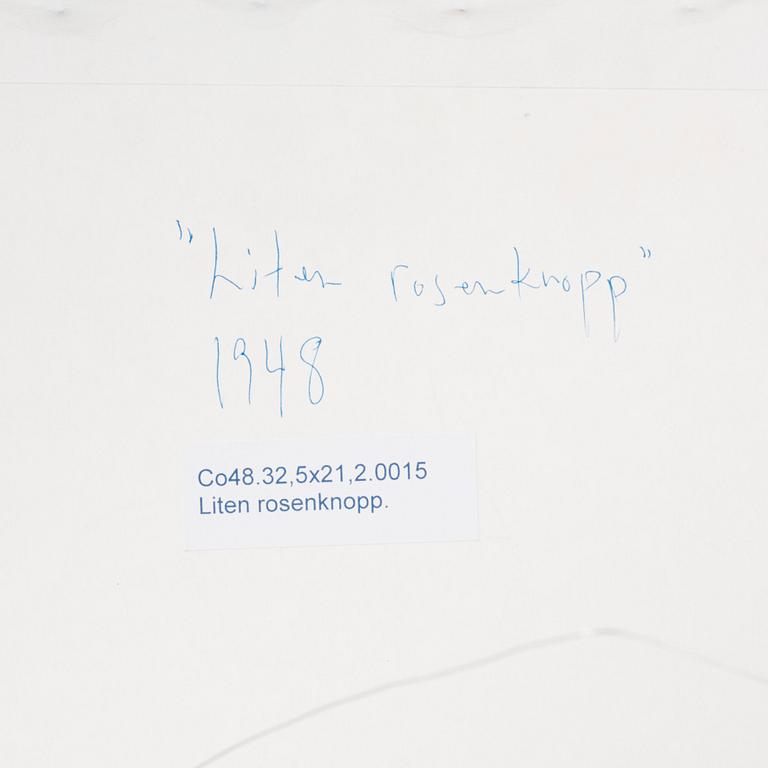 "Liten rosenknopp"
1948
Co48.32,5x21,2.0015
Liten rosenknopp.